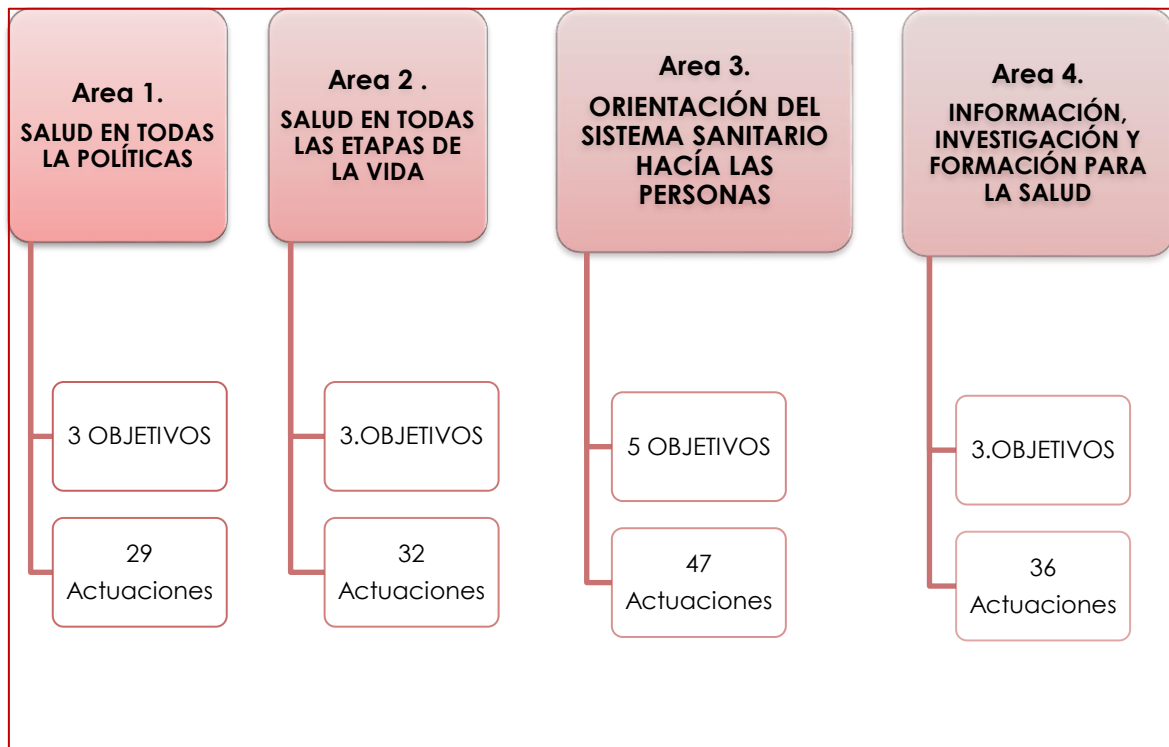 Area 1.
SALUD EN TODAS
LA POLÍTICAS
3 OBJETIVOS
29
Actuaciones
Area 2 .
SALUD EN TODAS
LAS ETAPAS DE
LA VIDA
3.OBJETIVOS
32
Actuaciones
Area 3.
ORIENTACIÓN DEL
SISTEMA SANITARIO
HACÍA LAS
PERSONAS
5 OBJETIVOS
47
Actuaciones
Area 4.
INFORMACIÓN,
INVESTIGACIÓN Y
FORMACIÓN PARA
LA SALUD
3.OBJETIVOS
36
Actuaciones